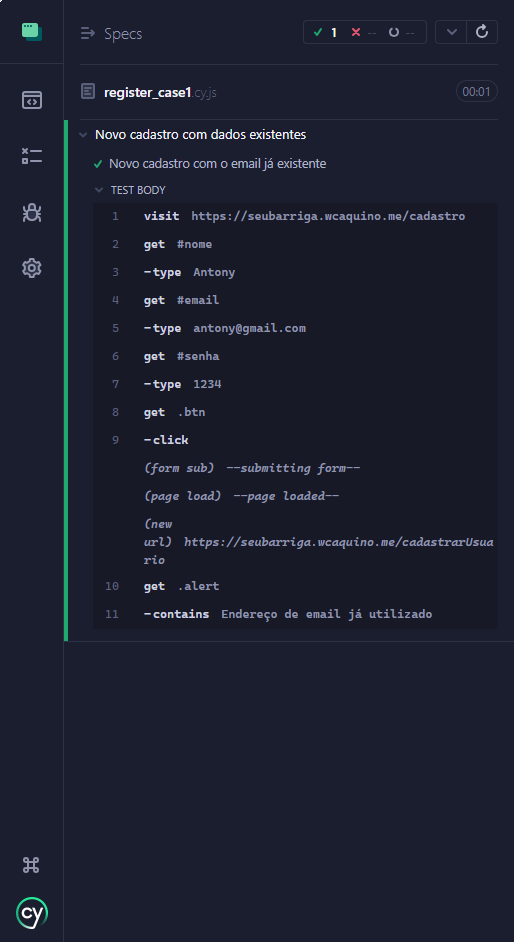 Specs
1 -- --
register_case1.cy.js 00:01
Novo cadastro com dados existentes
Novo cadastro com o email já existente
TEST BODY
1 visit https://seubarriga.wcaquino.me/cadastro
2 get #nome
3 -type Antony
4 get #email
5 -type antony@gmail.com
6 get #senha
7 -type 1234
8 get .btn
9 -click
(form sub) --submitting form--
(page load) --page loaded--
(new
url) https://seubarriga.wcaquino.me/cadastrarUsua
rio
10 get .alert
11 -contains Endereço de email já utilizado
cy